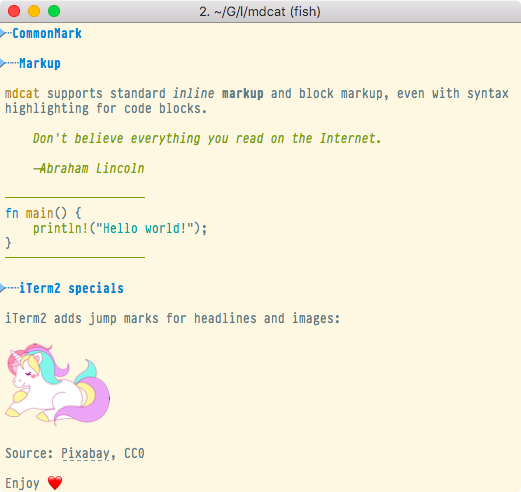 2. ~/G/l/mdcat (fish)
CommonMark
Markup
mdcat supports standard inline markup and block markup, even with syntax
highlighting for code blocks.
Don't believe everything you read on the Internet.
—Abraham Lincoln
fn main() {
println!("Hello world!");
}
iTerm2 specials
iTerm2 adds jump marks for headlines and images:
Source: Pixabay, CC0
Enjoy ❤️